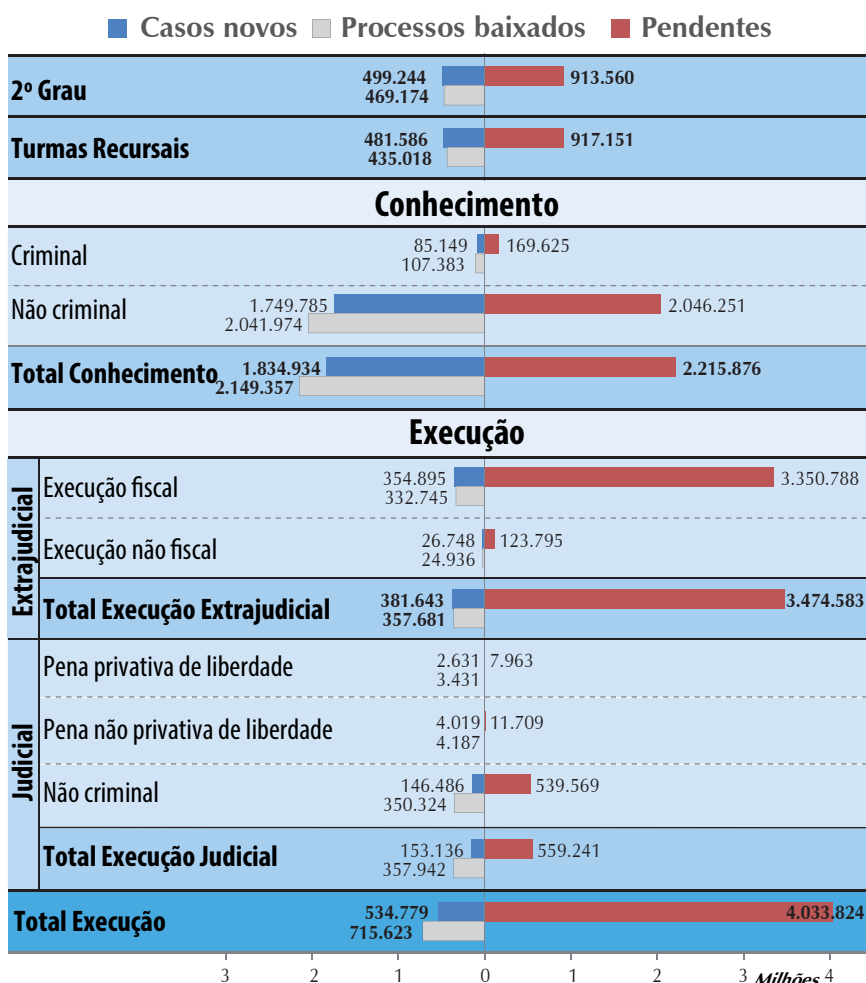 Casos novos Processos baixados Pendentes
2º Grau
499.244 913.560
469.174
Turmas Recursais
481.586 917.151
435.018
Conhecimento
Criminal
85.149 169.625
107.383
Não criminal
1.749.785 2.046.251
2.041.974
Total Conhecimento
1.834.934 2.215.876
2.149.357
Execução
Extrajudicial
Execução fiscal
354.895 3.350.788
332.745
Execução não fiscal
26.748 123.795
24.936
Total Execução Extrajudicial
381.643 3.474.583
357.681
Judicial
Pena privativa de liberdade
2.631 7.963
3.431
Pena não privativa de liberdade
4.019 11.709
4.187
Não criminal
146.486 539.569
350.324
Total Execução Judicial
153.136 559.241
357.942
Total Execução
534.779 4.033.824
715.623
3 2 1 0 1 2 3 Milhões 4